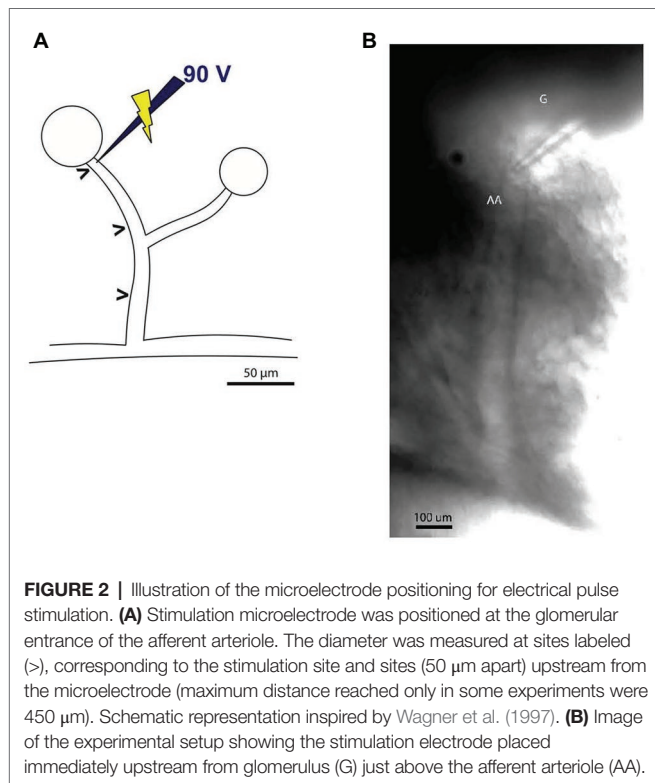 A
B
90 V
G
AA
50 µm
100 um
FIGURE 2 | Illustration of the microelectrode positioning for electrical pulse
stimulation. (A) Stimulation microelectrode was positioned at the glomerular
entrance of the afferent arteriole. The diameter was measured at sites labeled
(>), corresponding to the stimulation site and sites (50 μm apart) upstream from
the microelectrode (maximum distance reached only in some experiments were
450 μm). Schematic representation inspired by Wagner et al. (1997). (B) Image
of the experimental setup showing the stimulation electrode placed
immediately upstream from glomerulus (G) just above the afferent arteriole (AA).